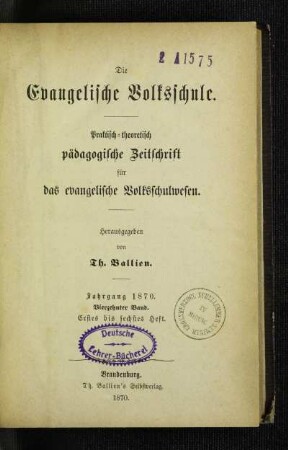 2 A 1575
Die
Evangelische Volksschule.
Praktisch-theoretisch
pädagogische Zeitschrift
für
das evangelische Volksschulwesen.
Herausgegeben
von
Th. Ballien.
Jahrgang 1870.
Vierzehnter Band.
Erstes bis sechstes Heft.
Deutsche
Lehrer-Bücherei
Brandenburg.
Th. Ballien's Selbstverlag.
1870.